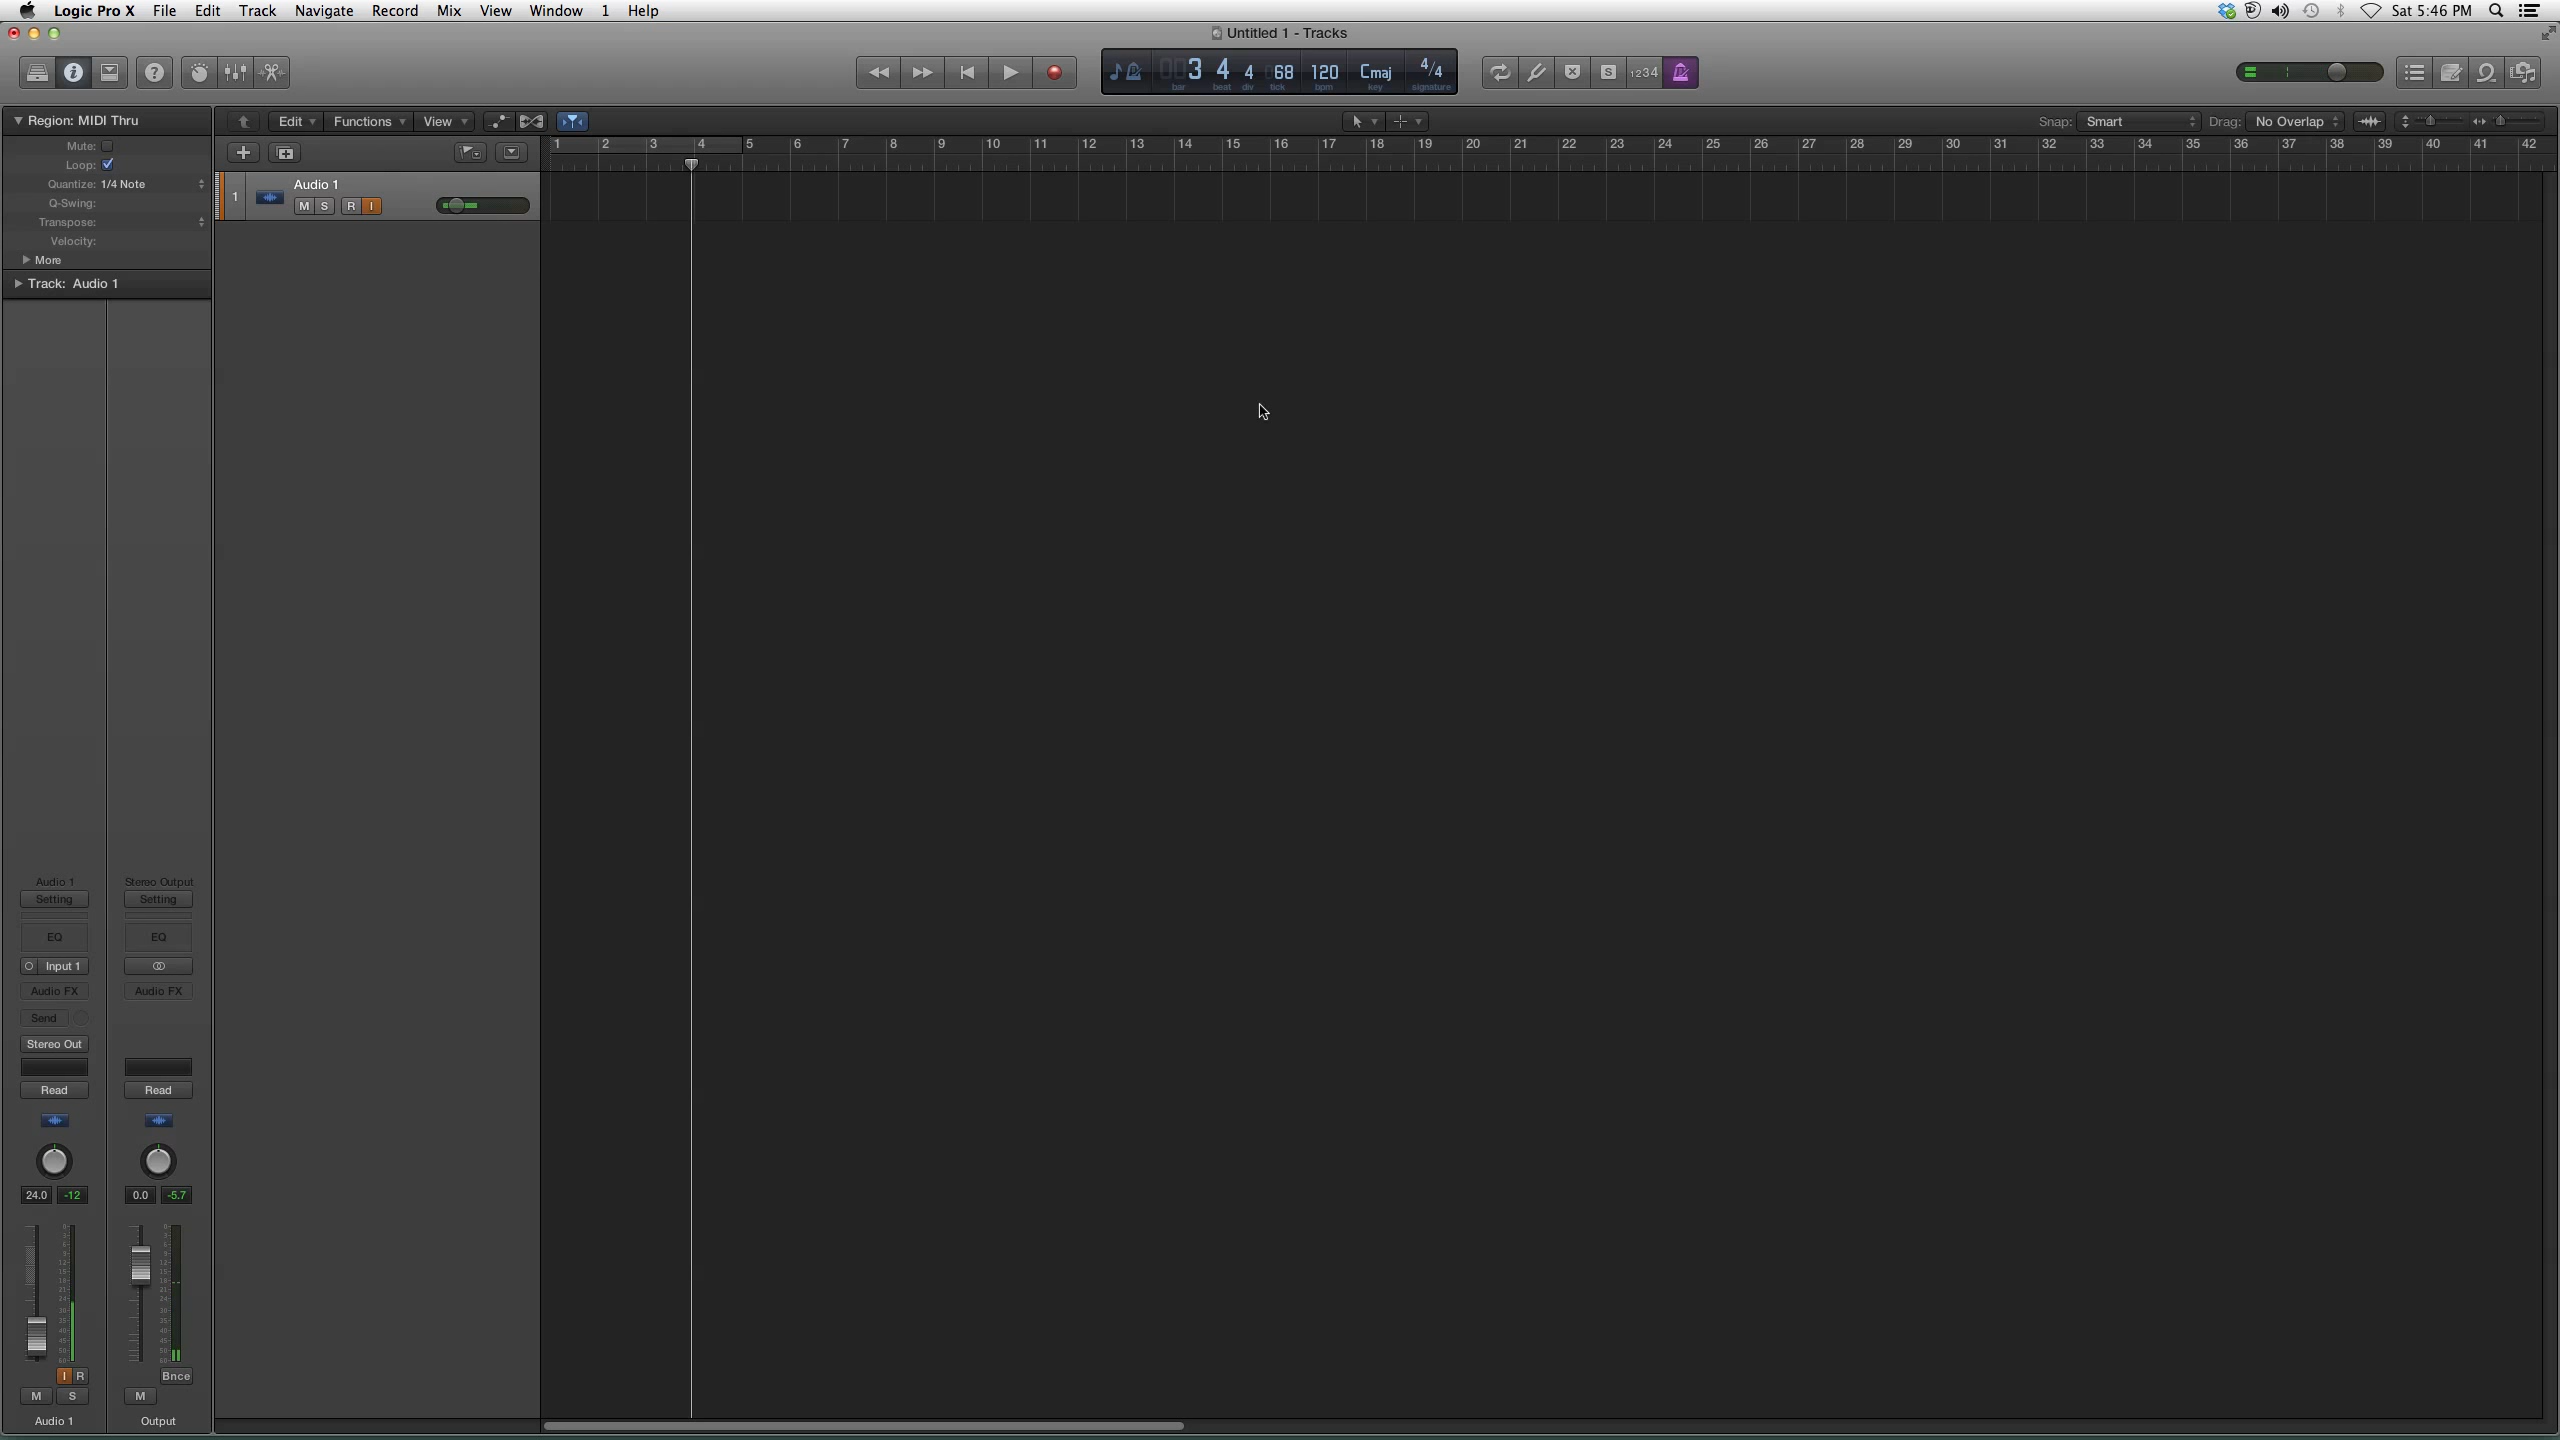 Logic Pro X File Edit Track Navigate Record Mix View Window 1 Help Sat 5:46 PM
Untitled 1 - Tracks
3 4 4 68 120 Cmaj 4/4 S 1234
bar beat div tick bpm key signature
Region: MIDI Thru Edit Functions View Snap: Smart Drag: No Overlap
Mute:
1 2 3 4 5 6 7 8 9 10 11 12 13 14 15 16 17 18 19 20 21 22 23 24 25 26 27 28 29 30 31 32 33 34 35 36 37 38 39 40 41 42
Loop:
Quantize: 1/4 Note
1 Audio 1
Q-Swing:
M S R I
Transpose:
Velocity:
More
Track: Audio 1
Audio 1 Stereo Output
Setting Setting
EQ EQ
Input 1
Audio FX Audio FX
Send
Stereo Out
Read Read
24.0 -12 0.0 -5.7
I R Bnce
M S M
Audio 1 Output